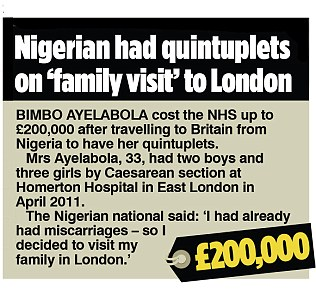 Nigerian had quintuplets
on ‘family visit’ to London
BIMBO AYELABOLA cost the NHS up to
£200,000 after travelling to Britain from
Nigeria to have her quintuplets.
Mrs Ayelabola, 33, had two boys and
three girls by Caesarean section at
Homerton Hospital in East London in
April 2011.
The Nigerian national said: ‘I had already
had miscarriages – so I
decided to visit my
family in London.’
£200,000